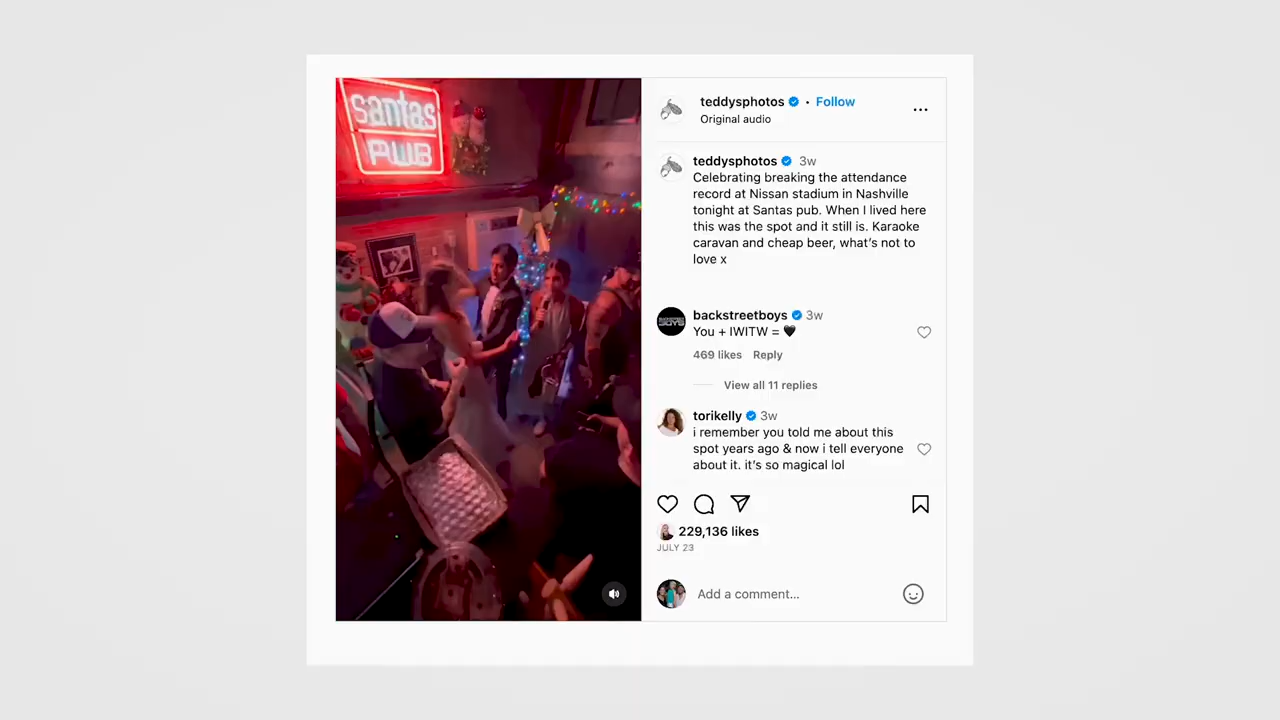 santas
PUB
teddysphotos • Follow
Original audio
teddysphotos 3w
Celebrating breaking the attendance
record at Nissan stadium in Nashville
tonight at Santas pub. When I lived here
this was the spot and it still is. Karaoke
caravan and cheap beer, what's not to
love x
backstreetboys 3w
You + IWITW = 🖤
469 likes Reply
View all 11 replies
torikelly 3w
i remember you told me about this
spot years ago & now i tell everyone
about it. it's so magical lol
229,136 likes
JULY 23
Add a comment...